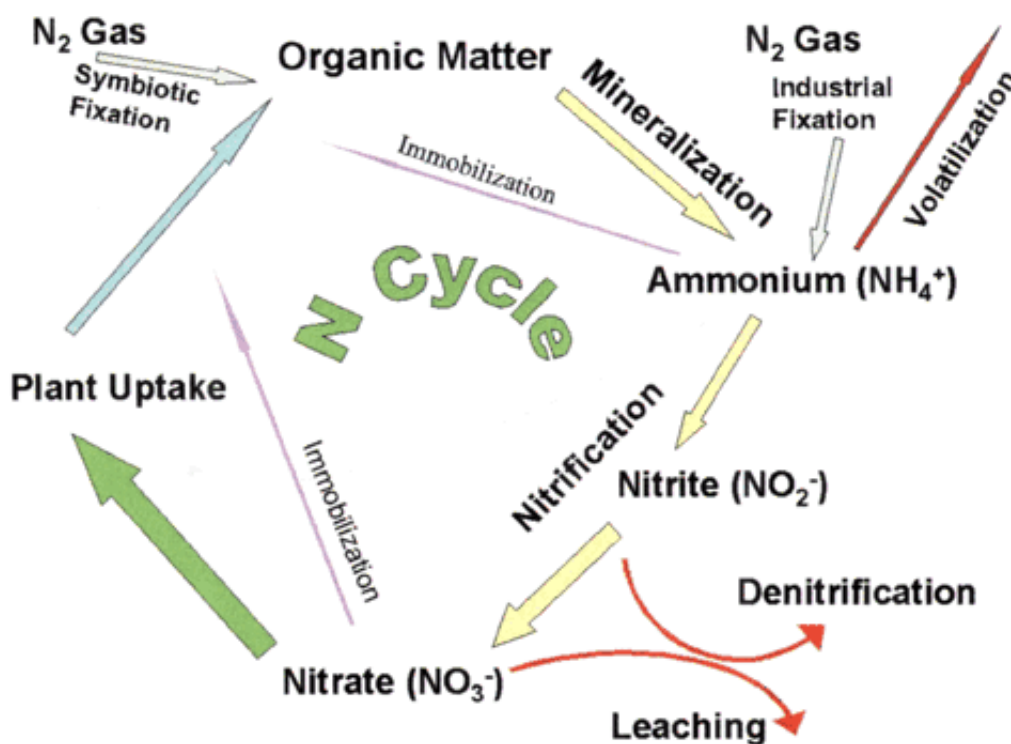 N₂ Gas
Symbiotic
Fixation
Organic Matter
Mineralization
N₂ Gas
Industrial
Fixation
Volatilization
Immobilization
Ammonium (NH₄⁺)
N Cycle
Plant Uptake
Immobilization
Nitrification
Nitrite (NO₂⁻)
Denitrification
Nitrate (NO₃⁻)
Leaching